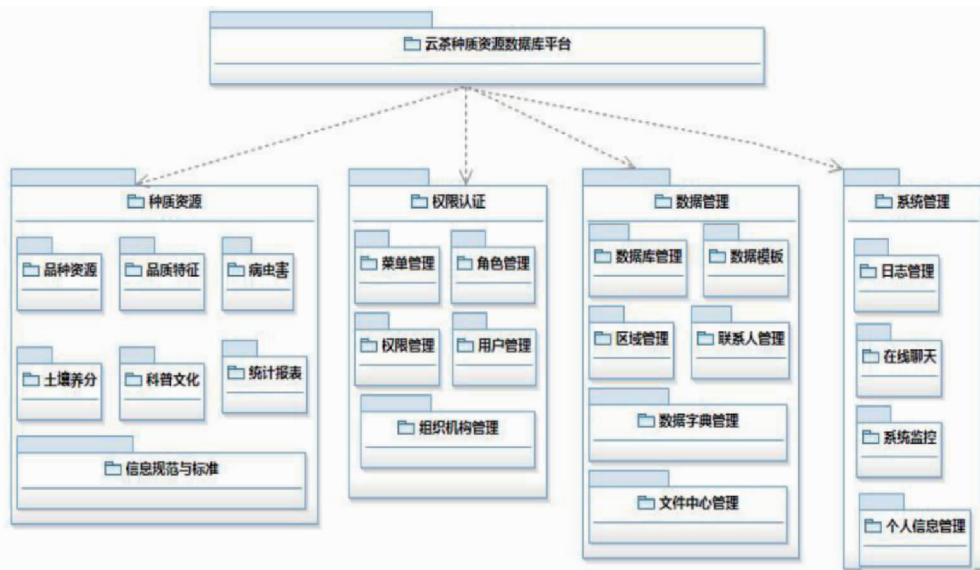 云茶种质资源数据库平台
种质资源
品种资源
品质特征
病虫害
土壤养分
科普文化
统计报表
信息规范与标准
权限认证
菜单管理
角色管理
权限管理
用户管理
组织机构管理
数据管理
数据库管理
数据模板
区域管理
联系人管理
数据字典管理
文件中心管理
系统管理
日志管理
在线聊天
系统监控
个人信息管理